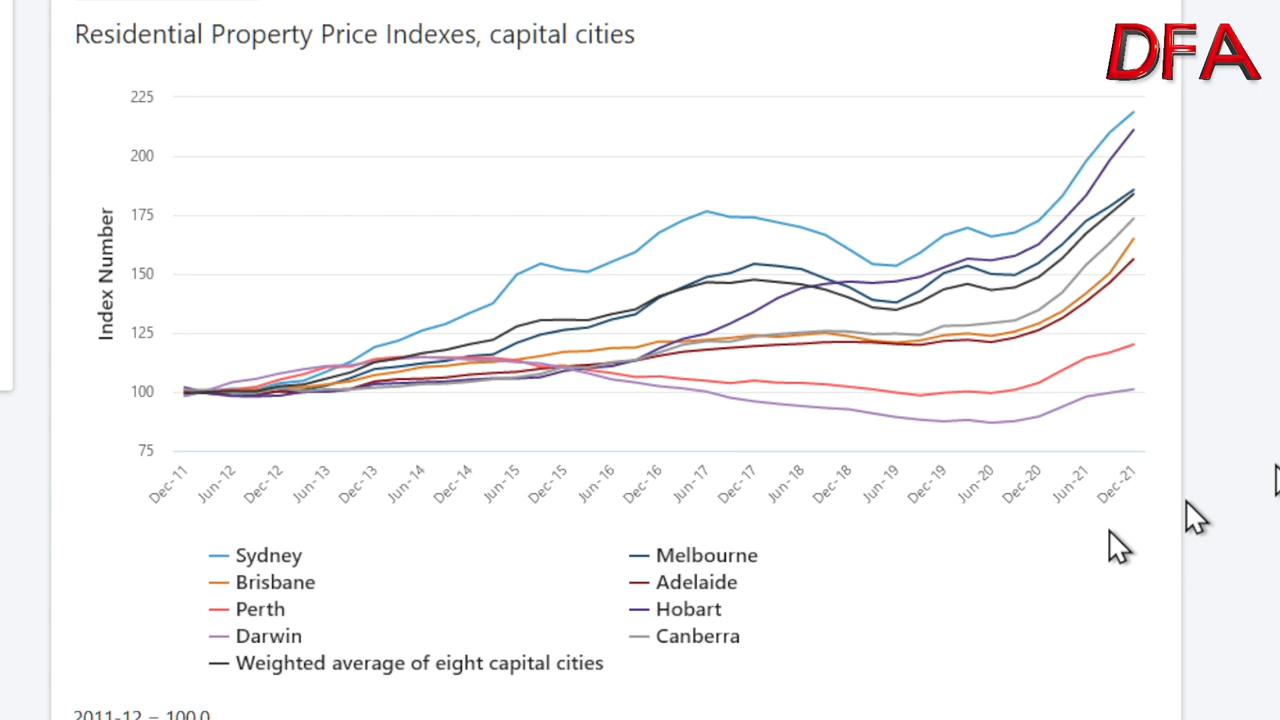 Residential Property Price Indexes, capital cities
DFA
225
200
175
150
125
100
75
Index Number
Dec-11
Jun-12
Dec-12
Jun-13
Dec-13
Jun-14
Dec-14
Jun-15
Dec-15
Jun-16
Dec-16
Jun-17
Dec-17
Jun-18
Dec-18
Jun-19
Dec-19
Jun-20
Dec-20
Jun-21
Dec-21
Sydney
Melbourne
Brisbane
Adelaide
Perth
Hobart
Darwin
Canberra
Weighted average of eight capital cities
2011-12 = 100.0